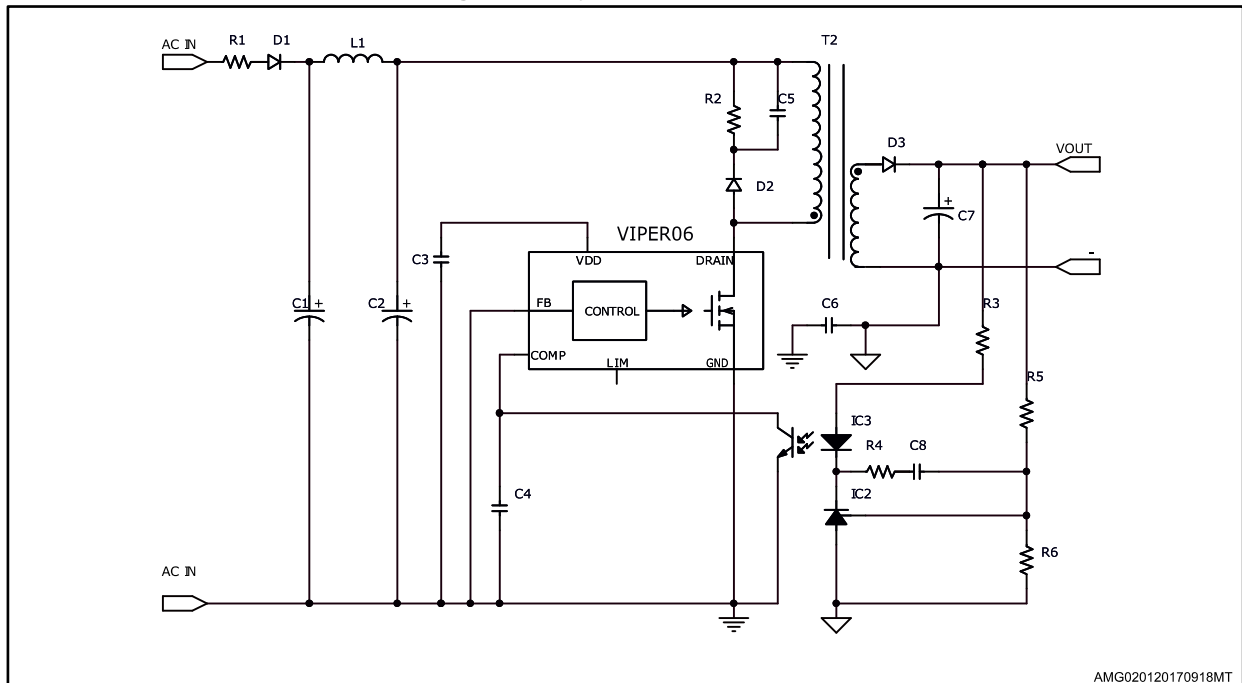 T2
AC IN
R1
D1
L1
R2
C5
D3
VOUT
D2
C7
VIPER06
VDD
DRAIN
C3
-
C1
+
C2
+
+
FB
CONTROL
C6
R3
COMP
LIM
GND
R5
IC3
R4
C8
C4
IC2
R6
AC IN
AMG020120170918MT